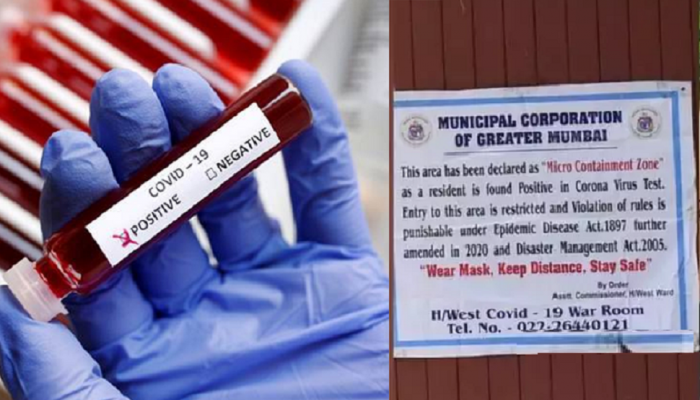 COVID – 19
POSITIVE
NEGATIVE
MUNICIPAL CORPORATION
OF GREATER MUMBAI
This area has been declared as "Micro Containment Zone"
as a resident is found Positive in Corona Virus Test.
Entry to this area is restricted and Violation of rules is
punishable under Epidemic Disease Act.1897 further
amended in 2020 and Disaster Management Act.2005.
"Wear Mask, Keep Distance, Stay Safe"
By Order
Asstt. Commissioner, H/West Ward
H/West Covid - 19 War Room
Tel. No. - 022-26440121